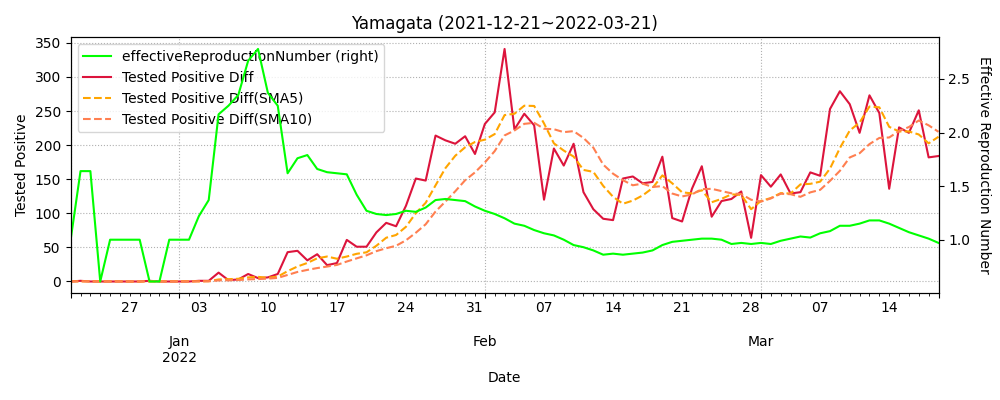 Yamagata (2021-12-21~2022-03-21)
effectiveReproductionNumber (right)
Tested Positive Diff
Tested Positive Diff(SMA5)
Tested Positive Diff(SMA10)
Tested Positive
350
300
250
200
150
100
50
0
2.5
2.0
1.5
1.0
Effective Reproduction Number
27 03 10 17 24 31 07 14 21 28 07 14
Jan Feb Mar
2022
Date